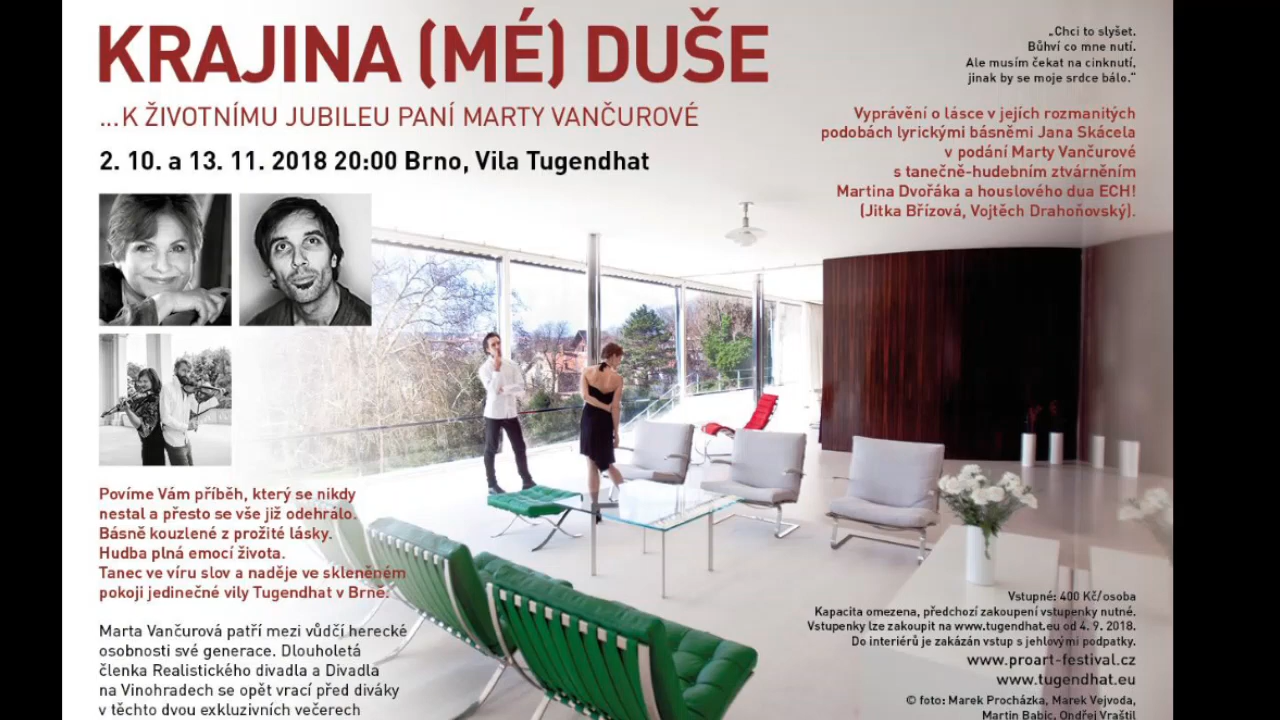 KRAJINA (MÉ) DUŠE
...K ŽIVOTNÍMU JUBILEU PANÍ MARTY VANČUROVÉ
2. 10. a 13. 11. 2018 20:00 Brno, Vila Tugendhat
„Chci to slyšet.
Bůhví co mne nutí.
Ale musím čekat na cinknutí,
jinak by se moje srdce bálo.“
Vyprávění o lásce v jejích rozmanitých
podobách lyrickými básněmi Jana Skácela
v podání Marty Vančurové
s tanečně-hudebním ztvárněním
Martina Dvořáka a houslového dua ECH!
(Jitka Břízová, Vojtěch Drahoňovský).
Povíme Vám příběh, který se nikdy
nestal a přesto se vše již odehrálo.
Básně kouzlené z prožité lásky.
Hudba plná emocí života.
Tanec ve víru slov a naděje ve skleněném
pokoji jedinečné vily Tugendhat v Brně.
Marta Vančurová patří mezi vůdčí herecké
osobnosti své generace. Dlouholetá
členka Realistického divadla a Divadla
na Vinohradech se opět vrací před diváky
v těchto dvou exkluzivních večerech
Vstupné: 400 Kč/osoba
Kapacita omezena, předchozí zakoupení vstupenky nutné.
Vstupenky lze zakoupit na www.tugendhat.eu od 4. 9. 2018.
Do interiérů je zakázán vstup s jehlovými podpatky.
www.proart-festival.cz
www.tugendhat.eu
© foto: Marek Procházka, Marek Vejvoda,
Martin Babic, Ondřej Vraštil